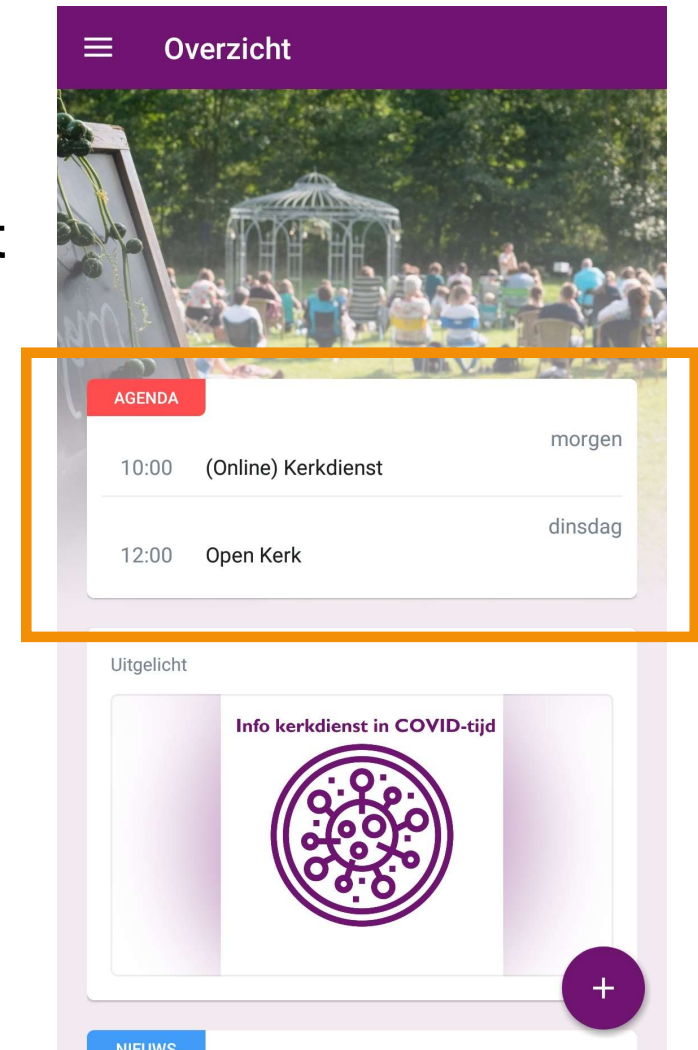 Overzicht
AGENDA
morgen
10:00 (Online) Kerkdienst
dinsdag
12:00 Open Kerk
Uitgelicht
Info kerkdienst in COVID-tijd
+
NIEUWS